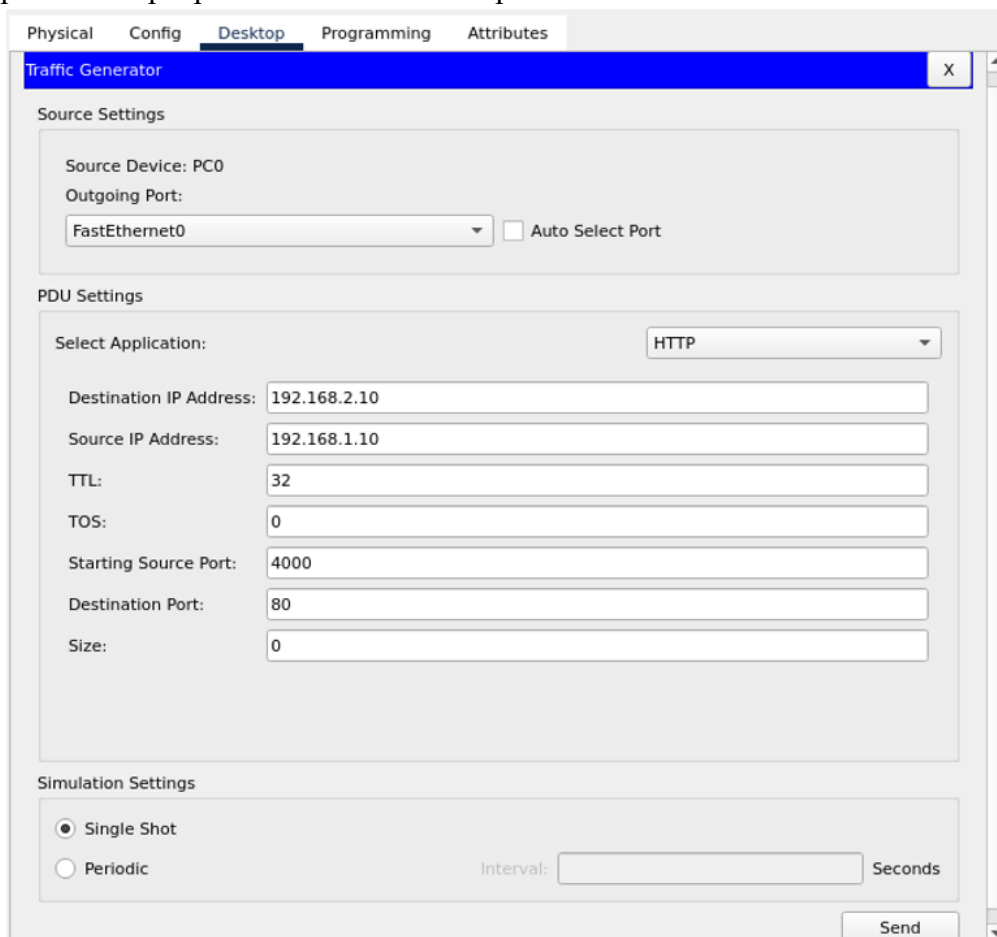 Physical Config Desktop Programming Attributes
Traffic Generator X
Source Settings
Source Device: PC0
Outgoing Port:
FastEthernet0 Auto Select Port
PDU Settings
Select Application: HTTP
Destination IP Address: 192.168.2.10
Source IP Address: 192.168.1.10
TTL: 32
TOS: 0
Starting Source Port: 4000
Destination Port: 80
Size: 0
Simulation Settings
Single Shot
Periodic Interval: Seconds
Send